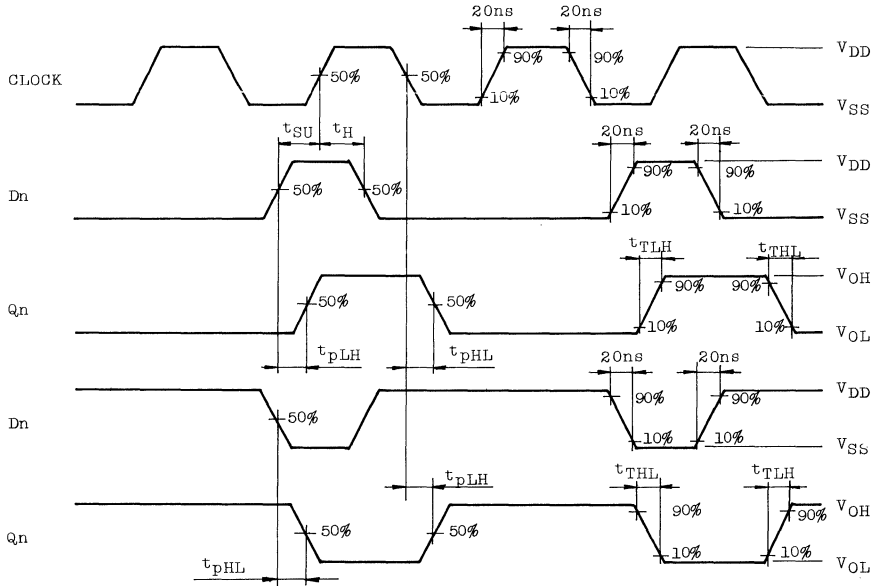 20ns 20ns
CLOCK 50% 50% 90% 90% V_DD
10% 10% V_SS
t_SU t_H 20ns 20ns
Dn 50% 50% 90% 90% V_DD
10% 10% V_SS
t_TLH t_THL
Qn 50% 50% 90% 90% V_OH
10% 10% V_OL
t_pLH t_pHL 20ns 20ns
Dn 50% 90% 90% V_DD
10% 10% V_SS
t_pLH t_THL t_TLH
Qn 50% 50% 90% 90% V_OH
10% 10% V_OL
t_pHL